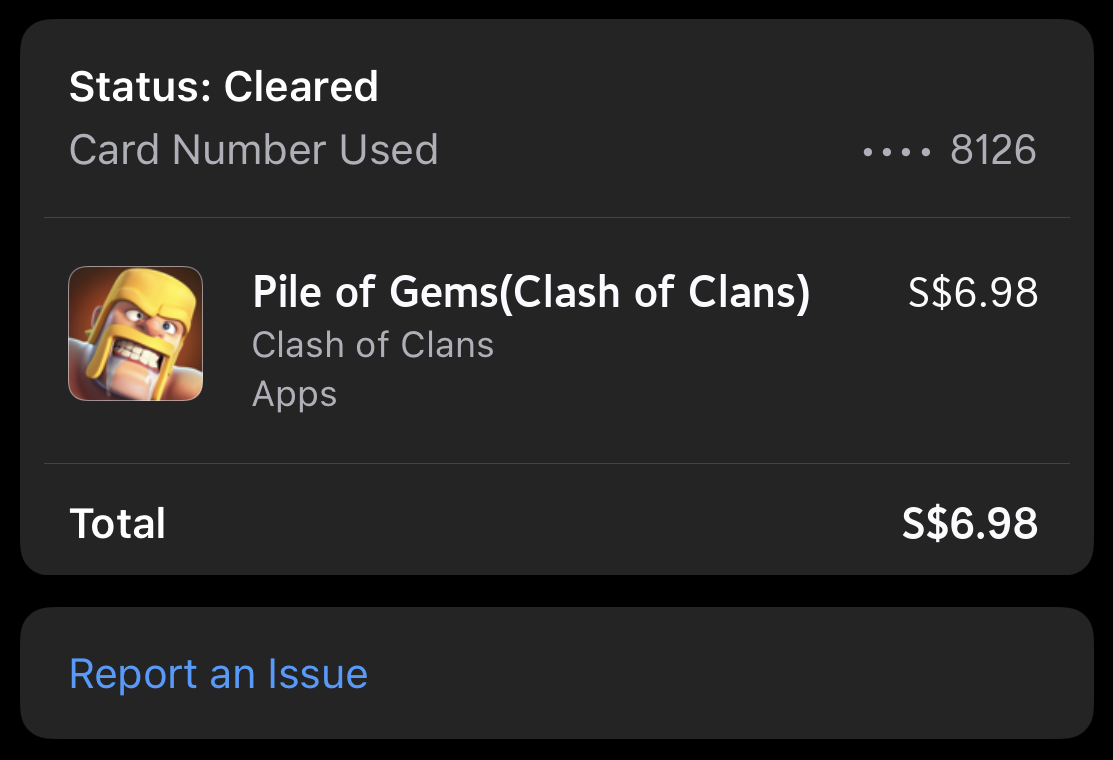 Status: Cleared
Card Number Used •••• 8126
Pile of Gems(Clash of Clans) S$6.98
Clash of Clans
Apps
Total S$6.98
Report an Issue